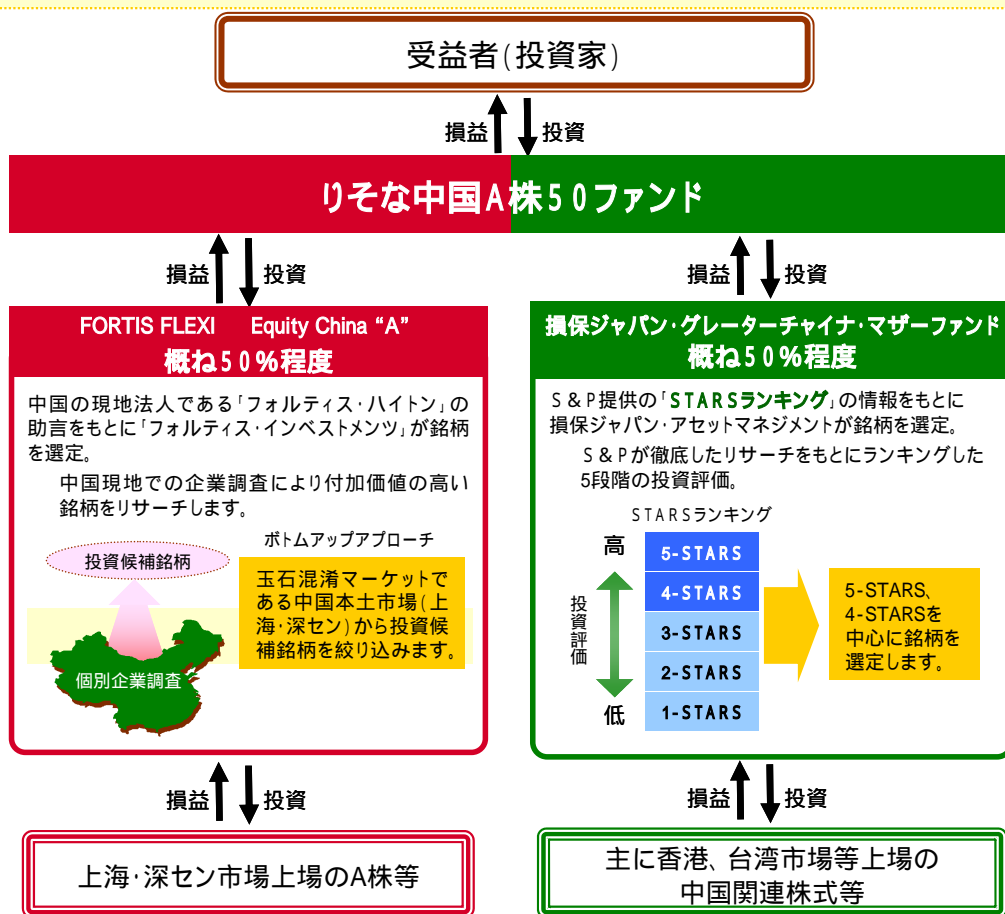 受益者(投資家)
損益
投資
りそな中国A株50ファンド
損益
投資
損益
投資
FORTIS FLEXI Equity China “A”
概ね50%程度
中国の現地法人である「フォルティス・ハイトン」の
助言をもとに「フォルティス・インベストメンツ」が銘柄
を選定。
中国現地での企業調査により付加価値の高い
銘柄をリサーチします。
投資候補銘柄
個別企業調査
ボトムアップアプローチ
玉石混淆マーケットで
ある中国本土市場(上
海・深セン)から投資候
補銘柄を絞り込みます。
損保ジャパン・グレーターチャイナ・マザーファンド
概ね50%程度
S&P提供の「STARSランキング」の情報をもとに
損保ジャパン・アセットマネジメントが銘柄を選定。
S&Pが徹底したリサーチをもとにランキングした
5段階の投資評価。
STARSランキング
高
投資評価
低
5-STARS
4-STARS
3-STARS
2-STARS
1-STARS
5-STARS、
4-STARSを
中心に銘柄を
選定します。
損益
投資
損益
投資
上海・深セン市場上場のA株等
主に香港、台湾市場等上場の
中国関連株式等